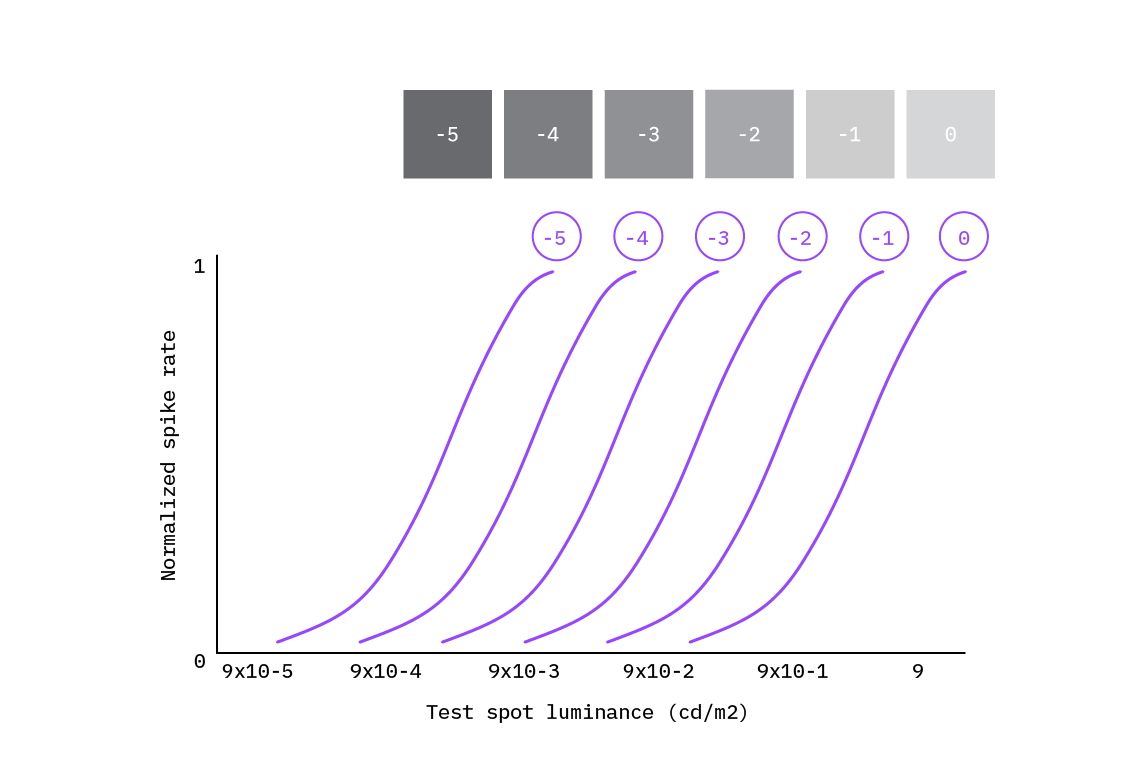 -5 -4 -3 -2 -1 0
-5 -4 -3 -2 -1 0
1
Normalized spike rate
0
9x10-5 9x10-4 9x10-3 9x10-2 9x10-1 9
Test spot luminance (cd/m2)